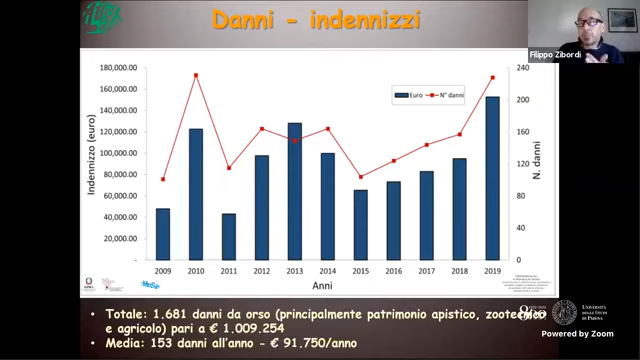 Danni - indennizzi
Filippo Zibordi
180,000.00
160,000.00
140,000.00
120,000.00
100,000.00
80,000.00
60,000.00
40,000.00
20,000.00
-
Indennizzo (euro)
Euro
N° danni
240
200
160
120
80
40
0
N. danni
2009 2010 2011 2012 2013 2014 2015 2016 2017 2018 2019
Anni
• Totale: 1.681 danni da orso (principalmente patrimonio apistico, zootecnico
e agricolo) pari a € 1.009.254
• Media: 153 danni all'anno - € 91.750/anno
Università
degli Studi
di Padova
Powered by Zoom